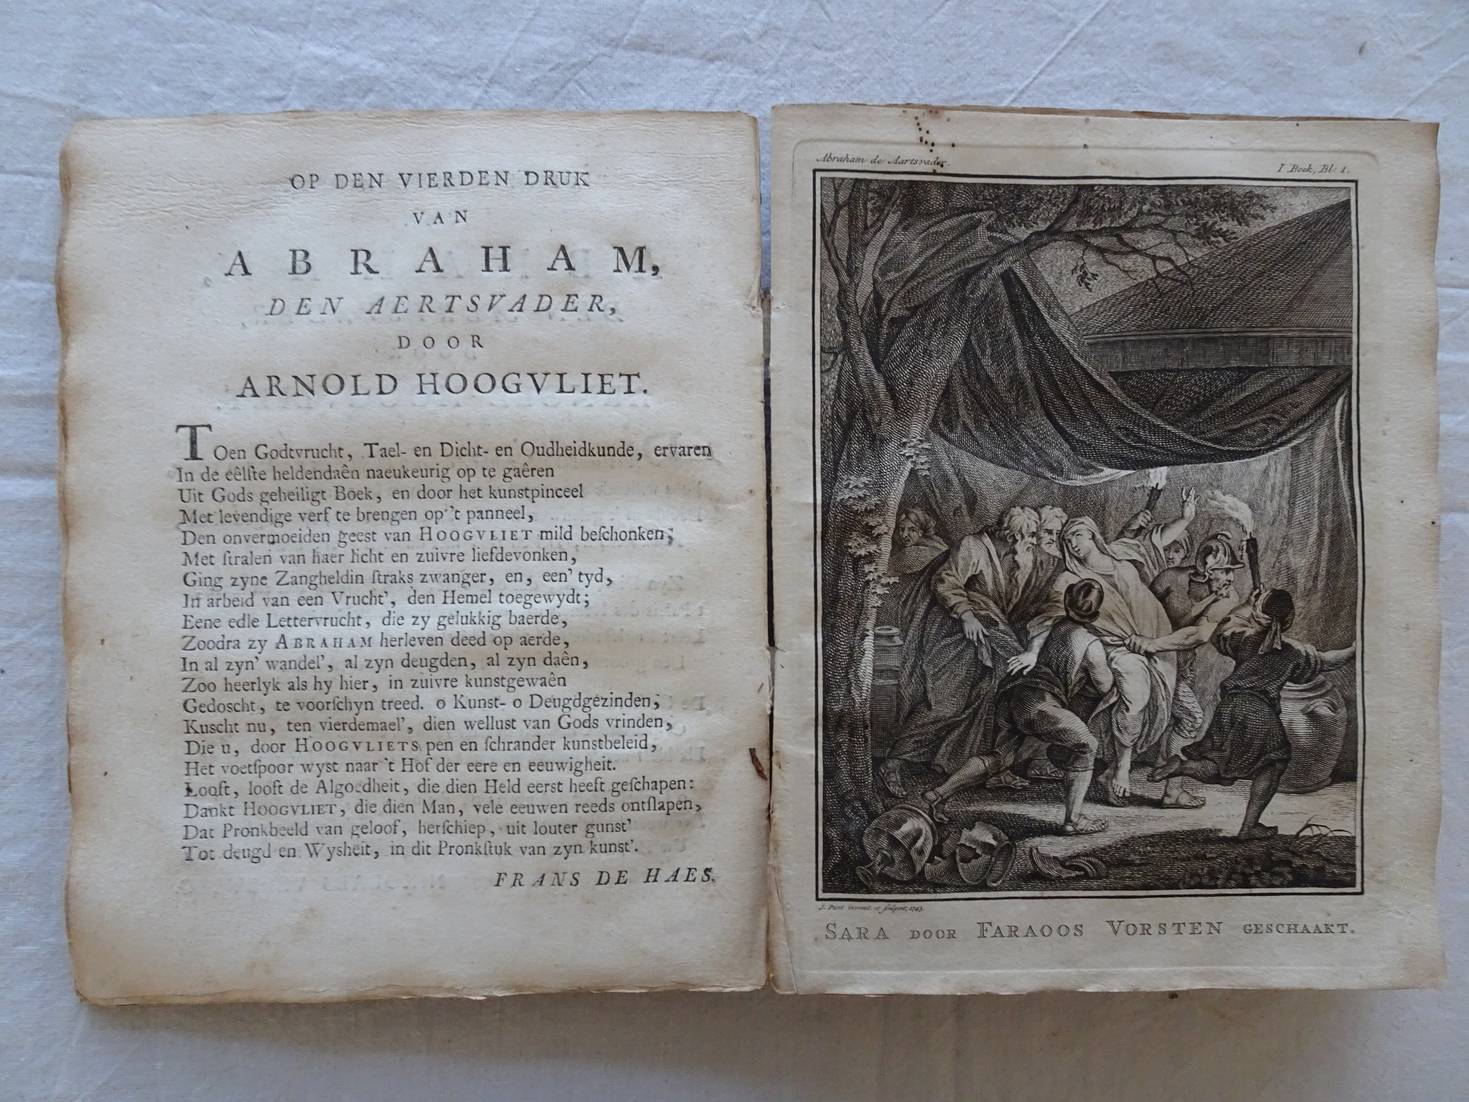 OP DEN VIERDEN DRUK
VAN
ABRAHAM,
DEN AERTSVADER,
DOOR
ARNOLD HOOGVLIET.
TOen Godtvrucht, Tael- en Dicht- en Oudheidkunde, ervaren
In de eêlſte heldendaên naeukeurig op te gaêren
Uit Gods geheiligt Boek, en door het kunstpinceel
Met levendige verf te brengen op 't panneel,
Den onvermoeiden geest van HOOGVLIET mild beſchonken;
Met ſtralen van haer licht en zuivre liefdevonken,
Ging zyne Zangheldin ſtraks zwanger, en, een' tyd,
In arbeid van een Vrucht', den Hemel toegewydt;
Eene edle Lettervrucht, die zy gelukkig baerde,
Zoodra zy ABRAHAM herleven deed op aerde,
In al zyn' wandel', al zyn deugden, al zyn daên,
Zoo heerlyk als hy hier, in zuivre kunstgewaên
Gedoscht, te voorſchyn treed. o Kunst- o Deugdgezinden,
Kuscht nu, ten vierdemael', dien wellust van Gods vrinden,
Die u, door HOOGVLIETS pen en ſchrander kunstbeleid,
Het voetſpoor wyst naar 't Hof der eere en eeuwigheit.
Looft, looft de Algoedheit, die dien Held eerst heeft geſchapen:
Dankt HOOGVLIET, die dien Man, vele eeuwen reeds ontſlapen,
Dat Pronkbeeld van geloof, herſchiep, uit louter gunst'
Tot deugd en Wysheit, in dit Pronkſtuk van zyn kunst'.
FRANS DE HAES.
Abraham de Aartsvader.
I Boek, Bl. 1.
J. Punt invenit et sculpsit, 1743.
SARA DOOR FARAOOS VORSTEN GESCHAAKT.